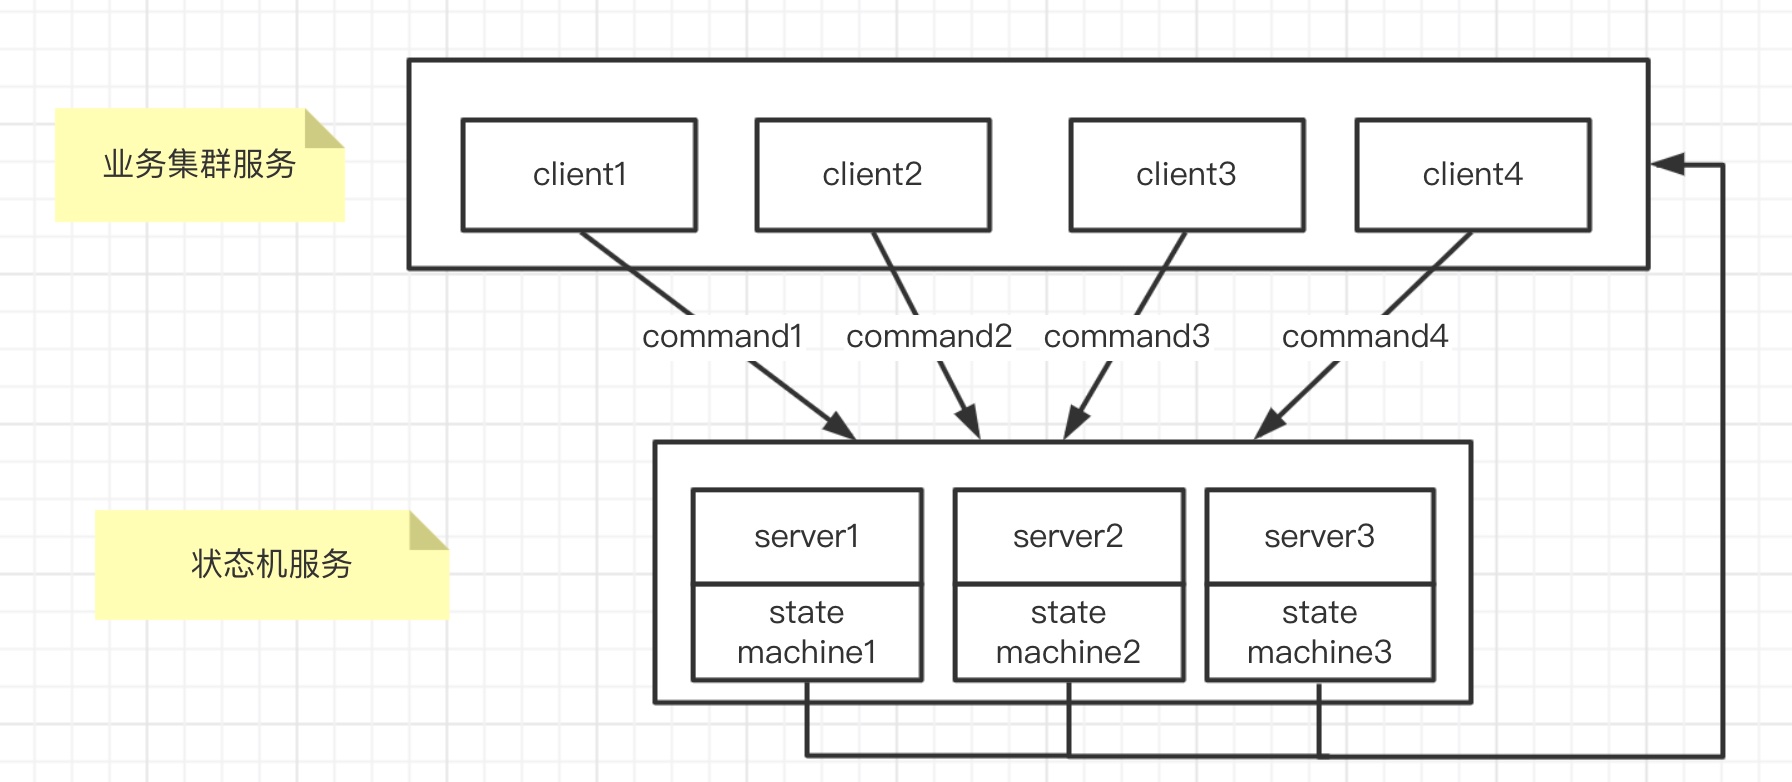 业务集群服务
client1
client2
client3
client4
command1
command2
command3
command4
状态机服务
server1
server2
server3
state
machine1
state
machine2
state
machine3